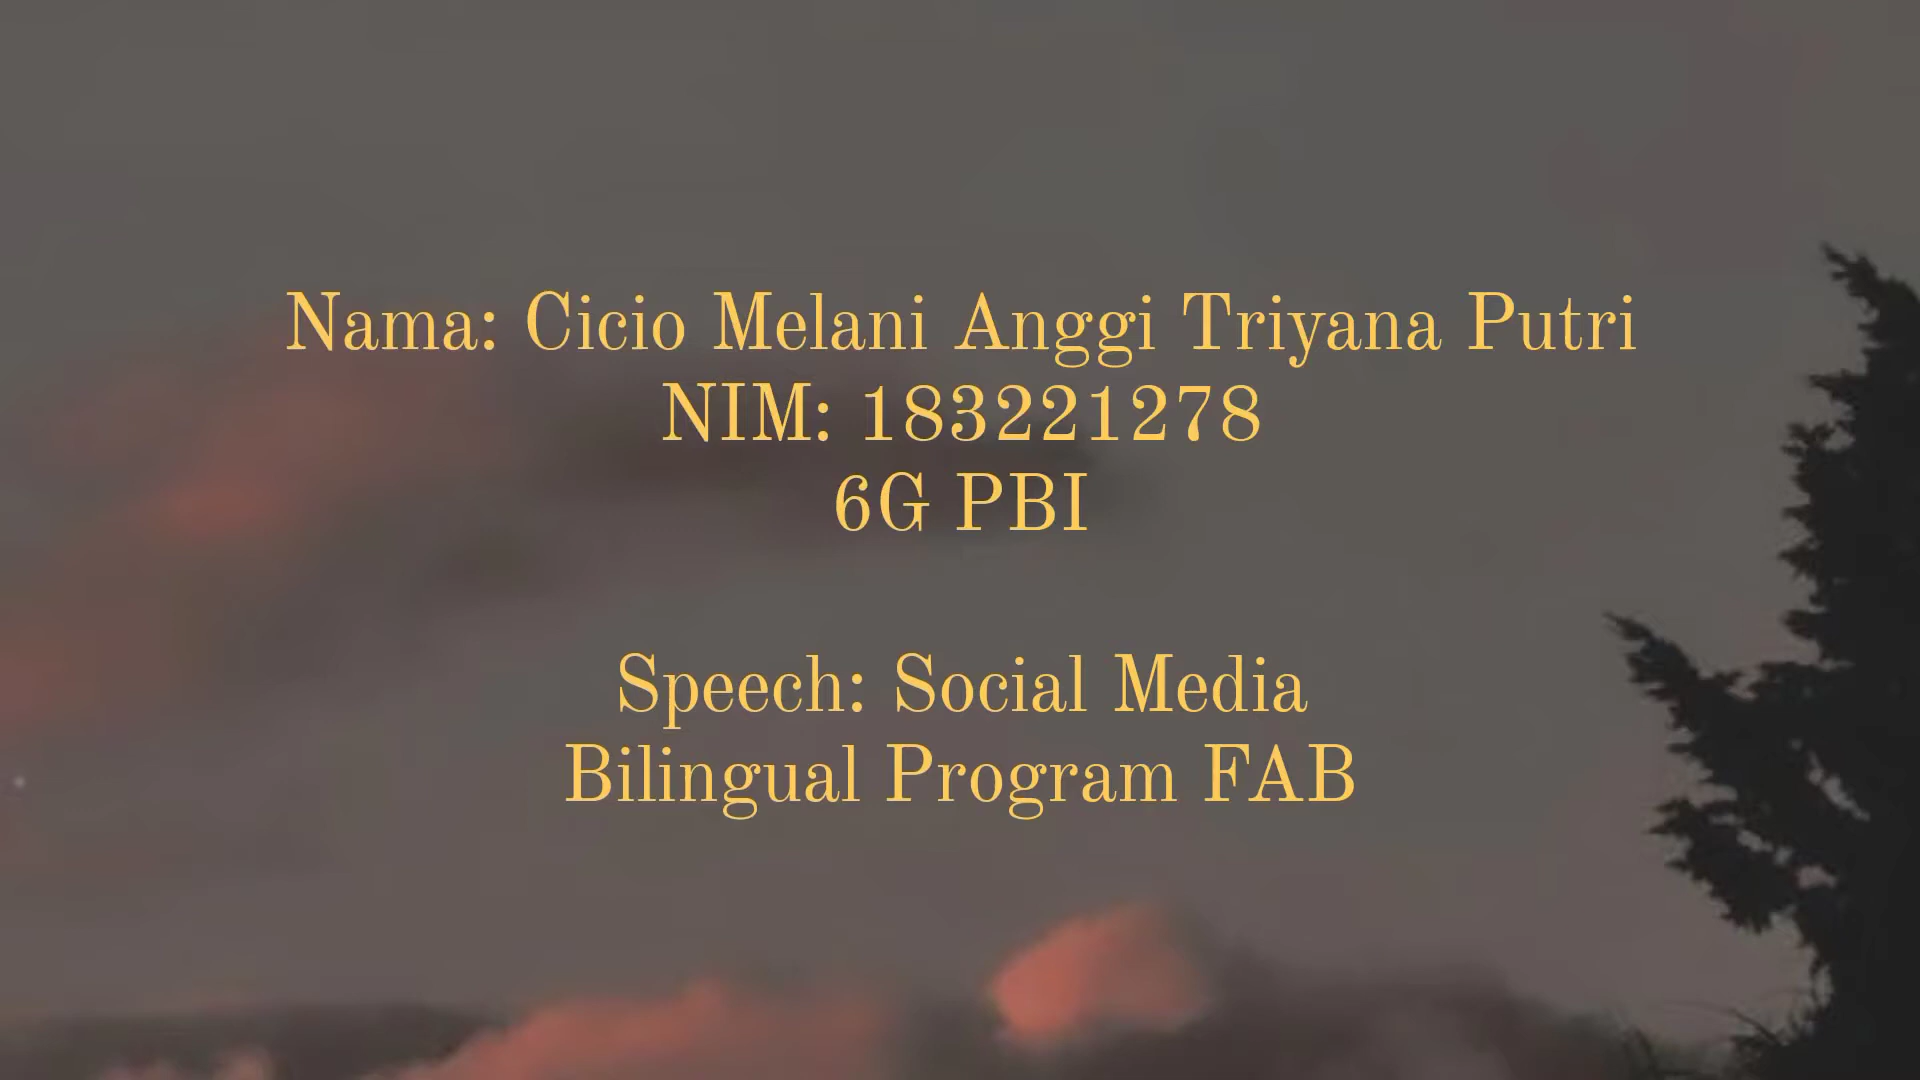 Nama: Cicio Melani Anggi Triyana Putri
NIM: 183221278
6G PBI
Speech: Social Media
Bilingual Program FAB